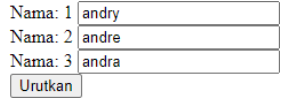 Nama: 1 andry
Nama: 2 andre
Nama: 3 andra
Urutkan